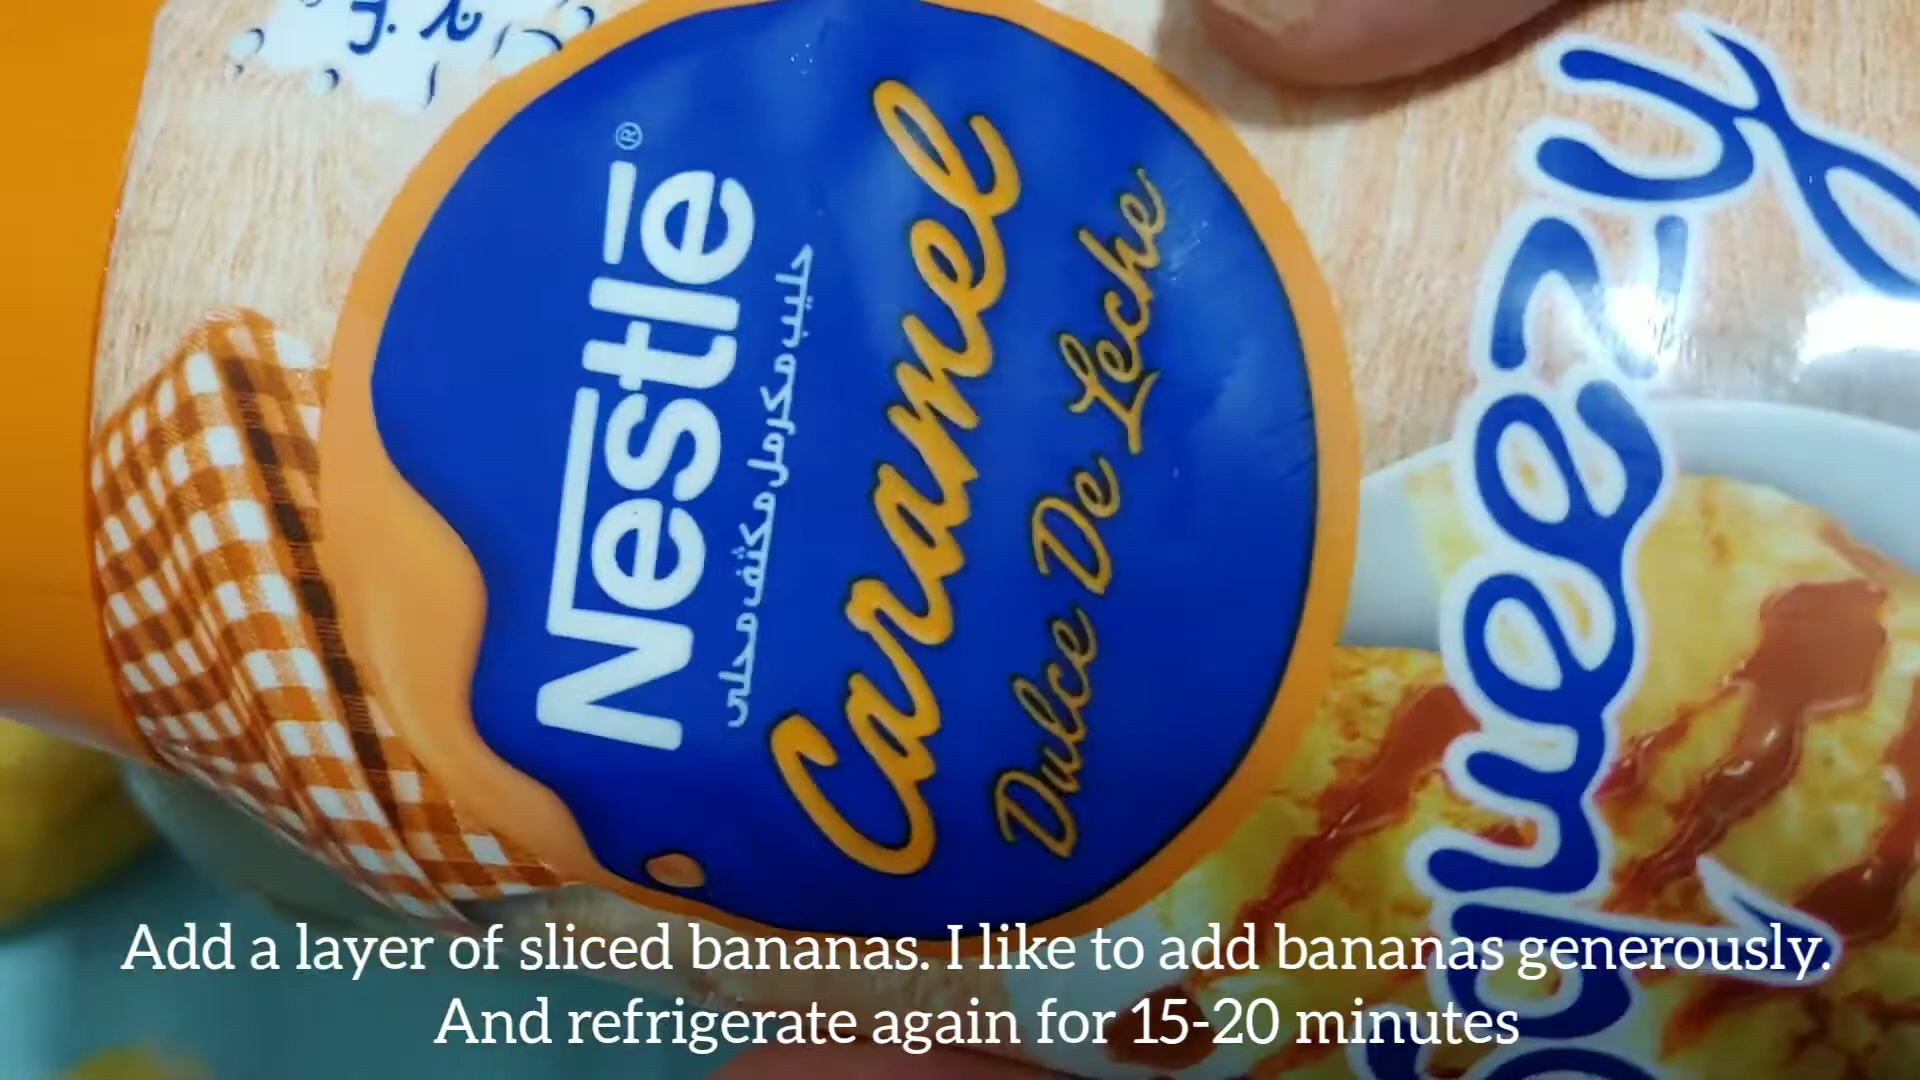 Nestlé®
حليب مكرمل مكثف محلى
Caramel
Dulce De Leche
Squeezy
Add a layer of sliced bananas. I like to add bananas generously.
And refrigerate again for 15-20 minutes